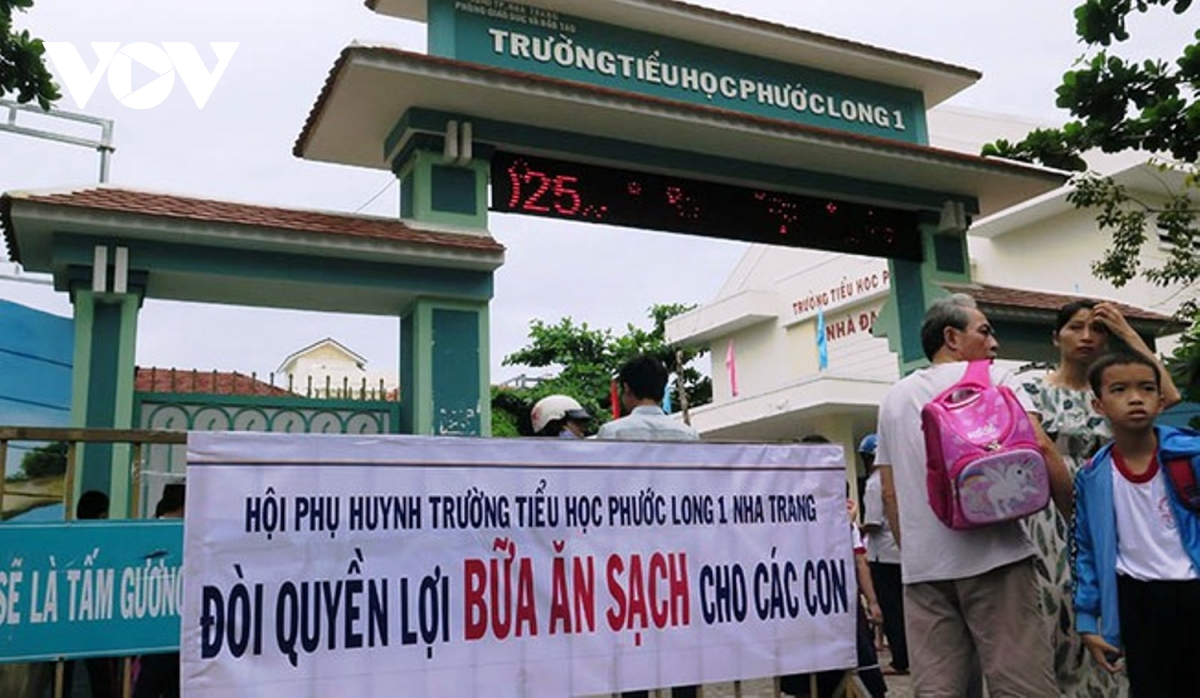 VOV
PHÒNG GIÁO DỤC VÀ ĐÀO TẠO
TRƯỜNG TIỂU HỌC PHƯỚC LONG 1
025
TRƯỜNG TIỂU HỌC P
NHÀ ĐA
HỘI PHỤ HUYNH TRƯỜNG TIỂU HỌC PHƯỚC LONG 1 NHA TRANG
ĐÒI QUYỀN LỢI BỮA ĂN SẠCH CHO CÁC CON
SẼ LÀ TẤM GƯƠNG